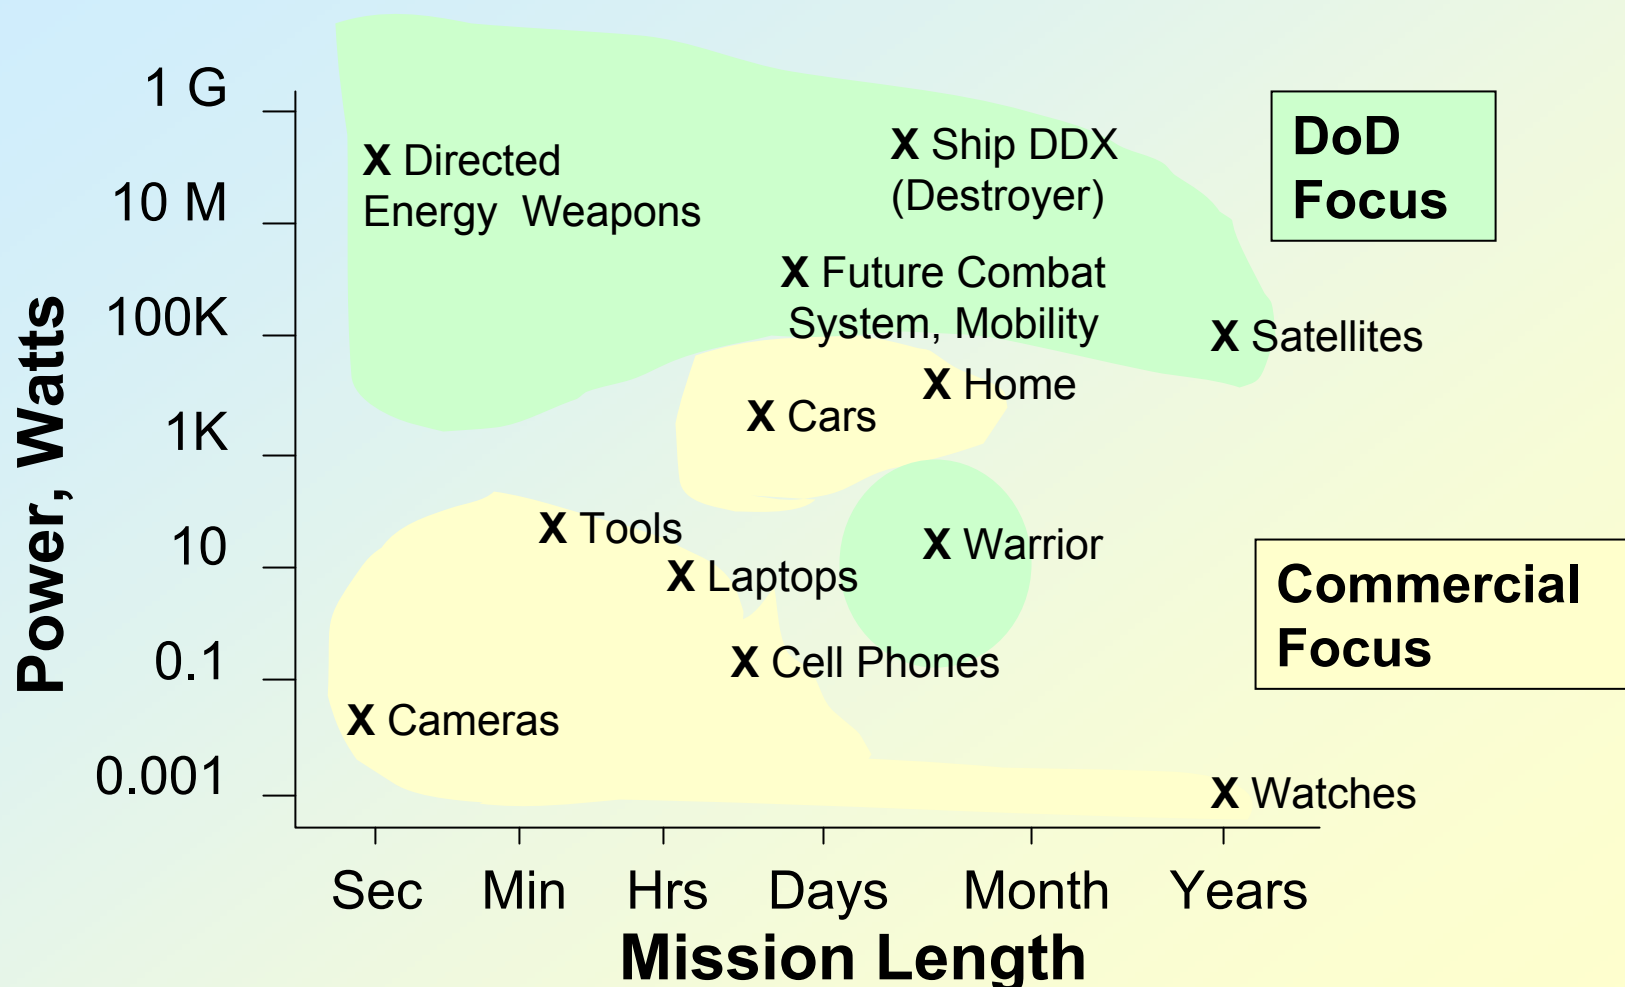 1 G
10 M
100K
1K
10
0.1
0.001
Power, Watts
X Directed
Energy Weapons
X Ship DDX
(Destroyer)
X Future Combat
System, Mobility
X Satellites
X Home
X Cars
X Tools
X Laptops
X Warrior
X Cell Phones
X Cameras
X Watches
DoD
Focus
Commercial
Focus
Sec Min Hrs Days Month Years
Mission Length